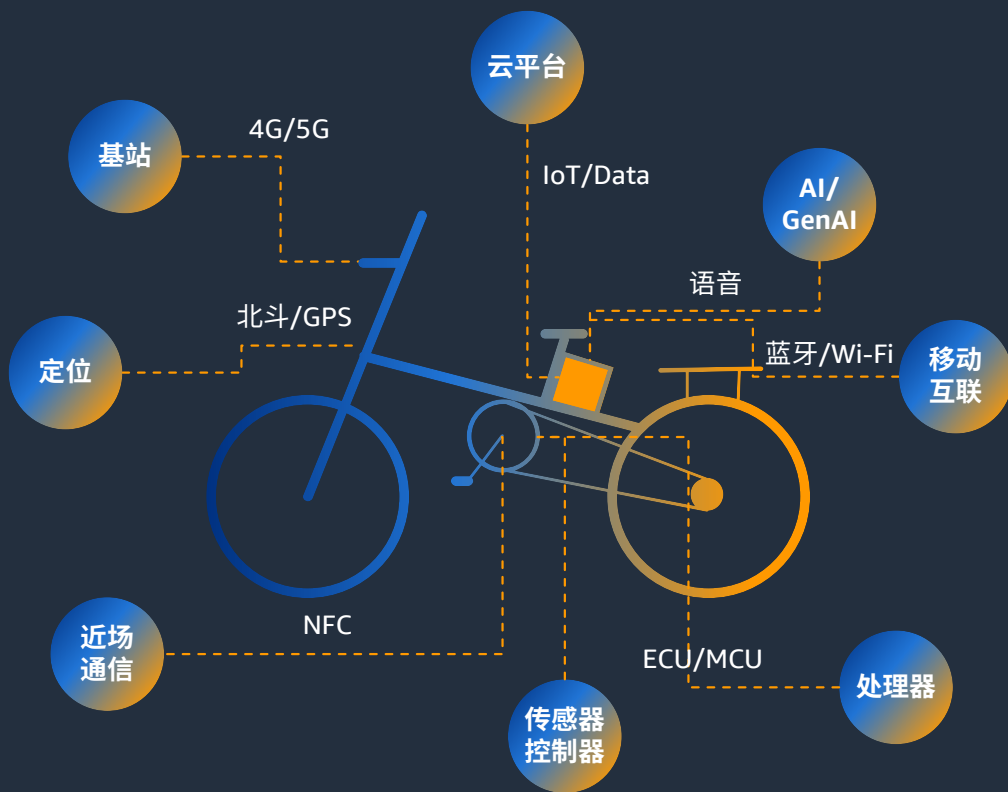 云平台
4G/5G
基站
IoT/Data
AI/
GenAI
语音
北斗/GPS
定位
蓝牙/Wi-Fi
移动
互联
近场
通信
NFC
ECU/MCU
处理器
传感器
控制器